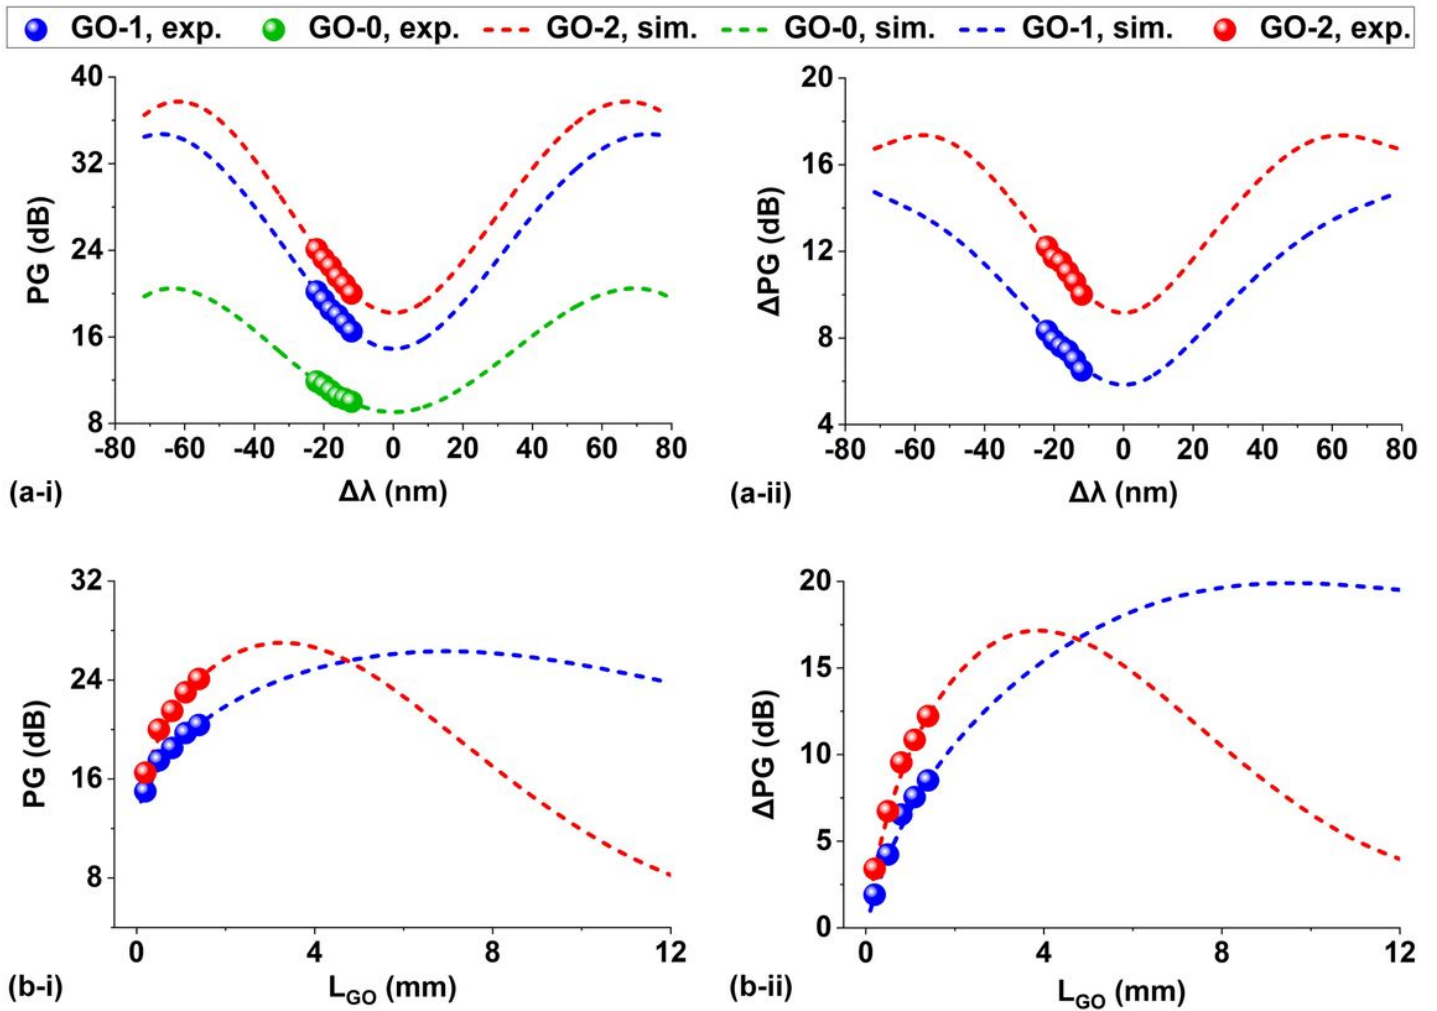 GO-1, exp. GO-0, exp. GO-2, sim. GO-0, sim. GO-1, sim. GO-2, exp.
40
32
24
16
8
PG (dB)
-80 -60 -40 -20 0 20 40 60 80
(a-i)
Δλ (nm)
20
16
12
8
4
ΔPG (dB)
-80 -60 -40 -20 0 20 40 60 80
(a-ii)
Δλ (nm)
32
24
16
8
PG (dB)
0 4 8 12
(b-i)
LGO (mm)
20
15
10
5
0
ΔPG (dB)
0 4 8 12
(b-ii)
LGO (mm)